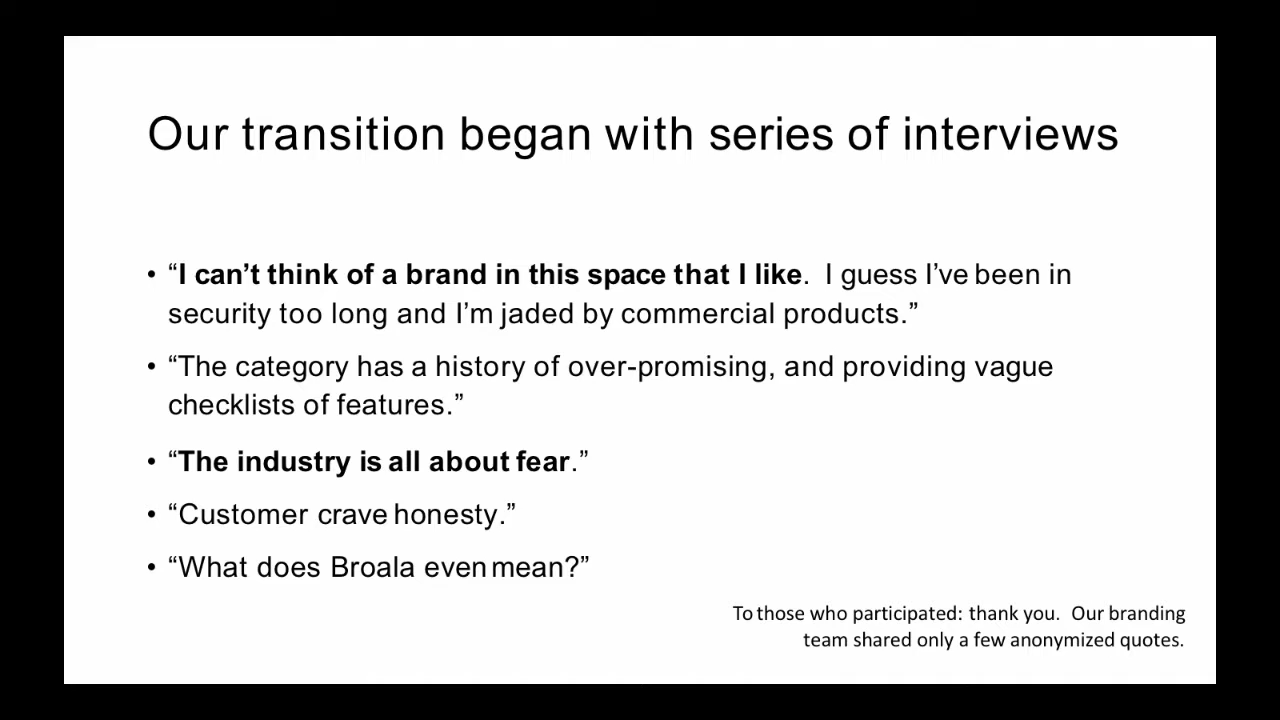 Our transition began with series of interviews
• “I can’t think of a brand in this space that I like.  I guess I’ve been in
security too long and I’m jaded by commercial products.”
• “The category has a history of over-promising, and providing vague
checklists of features.”
• “The industry is all about fear.”
• “Customer crave honesty.”
• “What does Broala even mean?”
To those who participated: thank you.  Our branding
team shared only a few anonymized quotes.